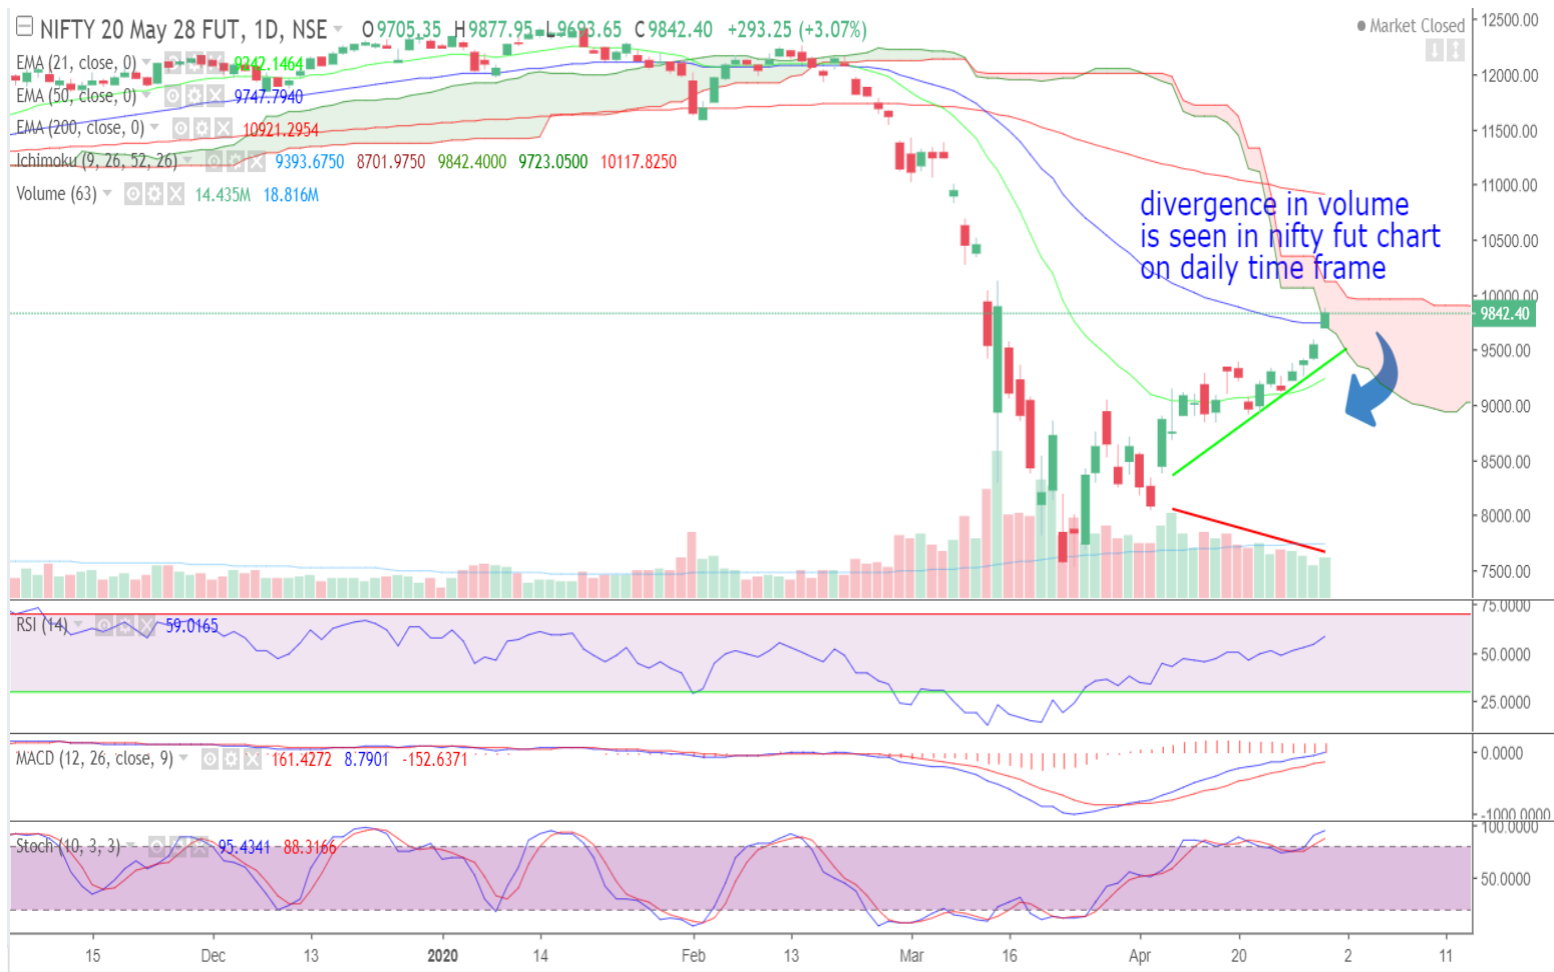 NIFTY 20 May 28 FUT, 1D, NSE O9705.35 H9877.95 L9693.65 C9842.40 +293.25 (+3.07%)
Market Closed
EMA (21, close, 0) 9242.1464
EMA (50, close, 0) 9747.7940
EMA (200, close, 0) 10921.2954
Ichimoku (9, 26, 52, 26) 9393.6750 8701.9750 9842.4000 9723.0500 10117.8250
Volume (63) 14.435M 18.816M
divergence in volume
is seen in nifty fut chart
on daily time frame
12500.00
12000.00
11500.00
11000.00
10500.00
10000.00
9842.40
9500.00
9000.00
8500.00
8000.00
7500.00
RSI (14) 59.0165
75.0000
50.0000
25.0000
MACD (12, 26, close, 9) 161.4272 8.7901 -152.6371
0.0000
-1000.0000
Stoch (10, 3, 3) 95.4341 88.3166
100.0000
50.0000
15 Dec 13 2020 14 Feb 13 Mar 16 Apr 20 2 11